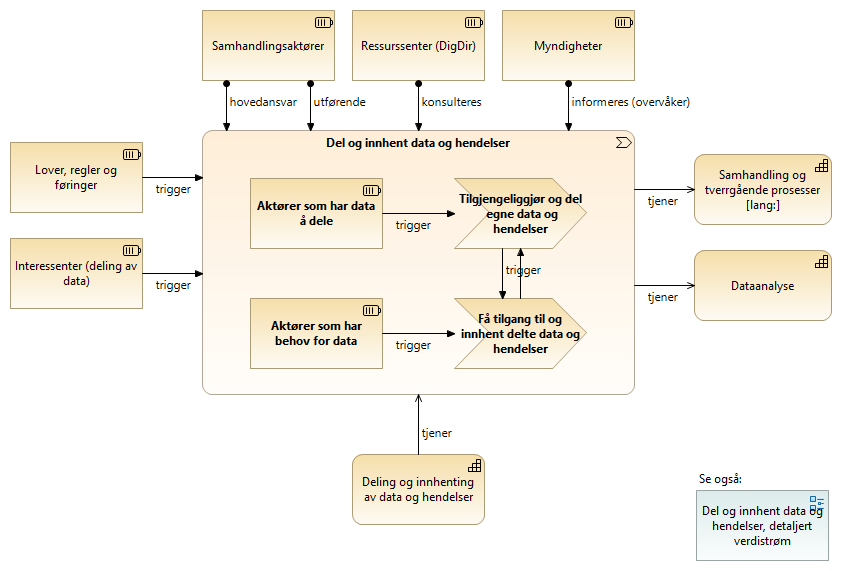 Samhandlingsaktører
Ressurssenter (DigDir)
Myndigheter
hovedansvar
utførende
konsulteres
informeres (overvåker)
Del og innhent data og hendelser
Lover, regler og
føringer
trigger
Interessenter (deling av
data)
trigger
Aktører som har data
å dele
trigger
Tilgjengeliggjør og del
egne data og
hendelser
trigger
Aktører som har
behov for data
trigger
Få tilgang til og
innhent delte data og
hendelser
tjener
Samhandling og
tverrgående prosesser
[lang:]
tjener
Dataanalyse
tjener
Deling og innhenting
av data og hendelser
Se også:
Del og innhent data og
hendelser, detaljert
verdistrøm